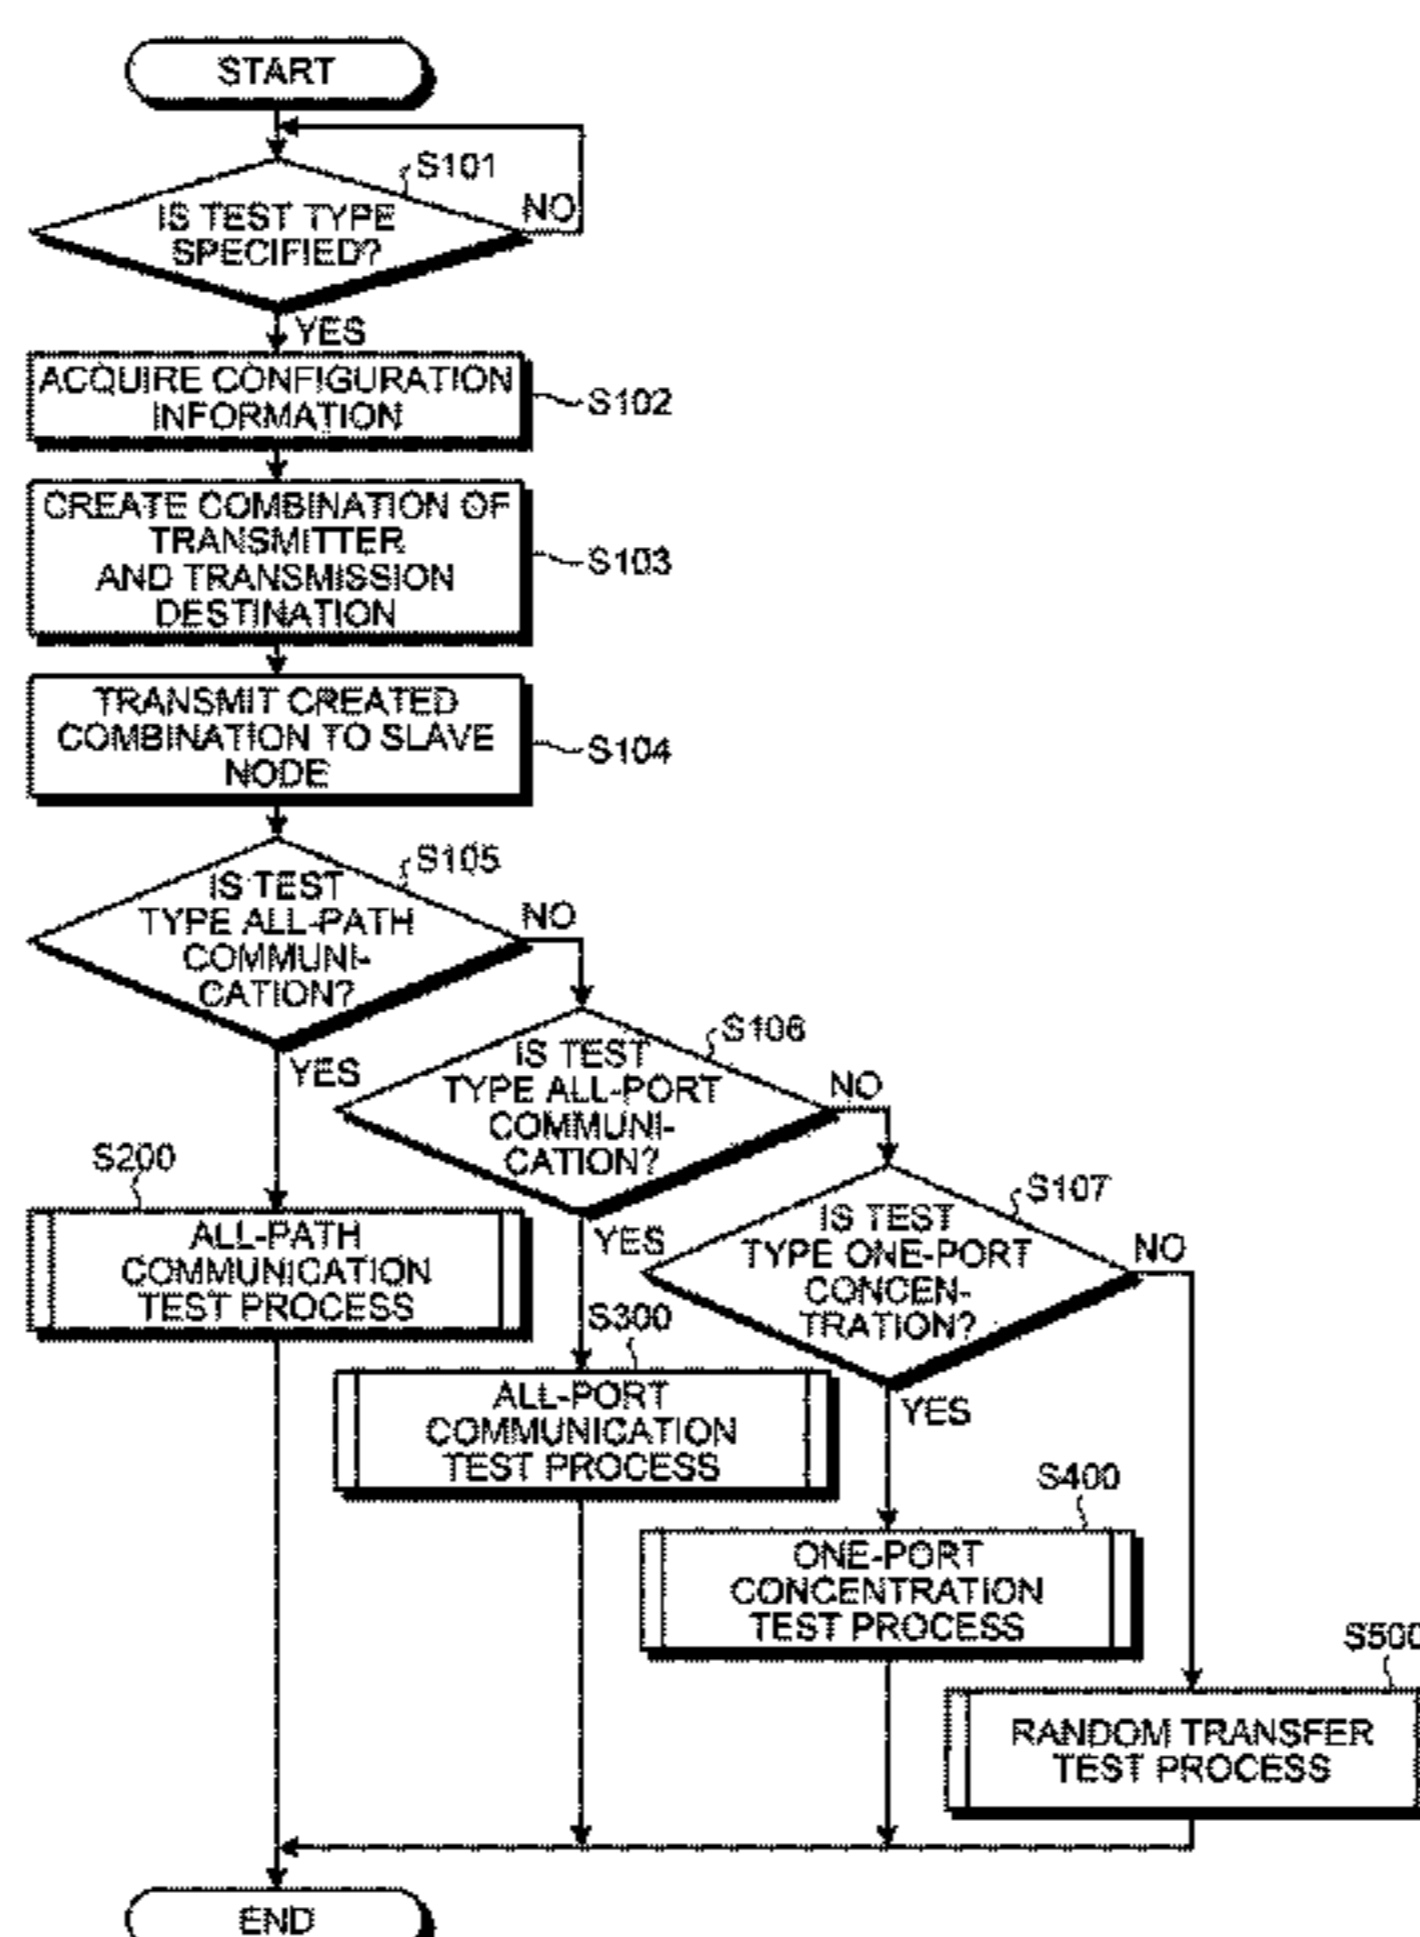 START
S101
IS TEST TYPE
SPECIFIED?
NO
YES
ACQUIRE CONFIGURATION
INFORMATION
S102
CREATE COMBINATION OF
TRANSMITTER
AND TRANSMISSION
DESTINATION
S103
TRANSMIT CREATED
COMBINATION TO SLAVE
NODE
S104
S105
IS TEST
TYPE ALL-PATH
COMMUNI-
CATION?
NO
YES
S106
IS TEST
TYPE ALL-PORT
COMMUNI-
CATION?
NO
YES
S200
ALL-PATH
COMMUNICATION
TEST PROCESS
S107
IS TEST
TYPE ONE-PORT
CONCEN-
TRATION?
NO
YES
S300
ALL-PORT
COMMUNICATION
TEST PROCESS
S400
ONE-PORT
CONCENTRATION
TEST PROCESS
S500
RANDOM TRANSFER
TEST PROCESS
END